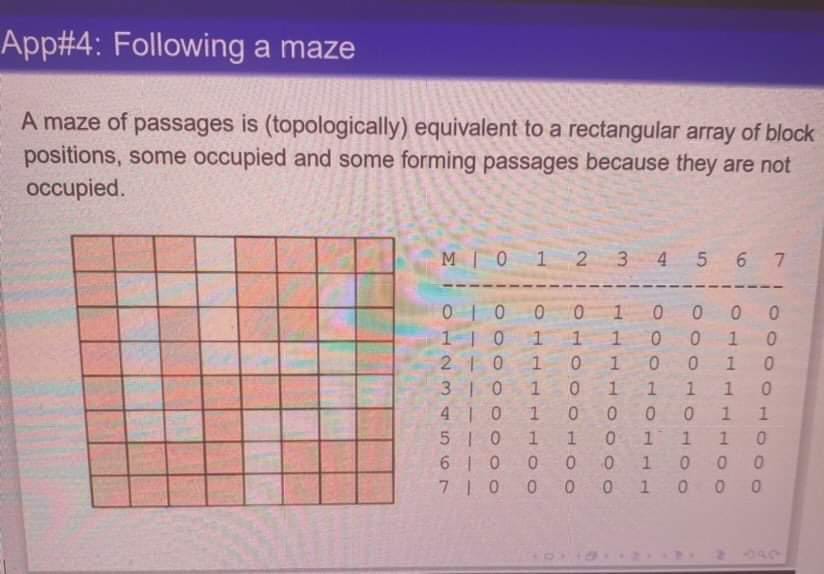 App#4: Following a maze
A maze of passages is (topologically) equivalent to a rectangular array of block
positions, some occupied and some forming passages because they are not
occupied.
M | 0 1 2 3 4 5 6 7
-----------------------------------
0 | 0 0 0 1 0 0 0 0
1 | 0 1 1 1 0 0 1 0
2 | 0 1 0 1 0 0 1 0
3 | 0 1 0 1 1 1 1 0
4 | 0 1 0 0 0 0 1 1
5 | 0 1 1 0 1 1 1 0
6 | 0 0 0 0 1 0 0 0
7 | 0 0 0 0 1 0 0 0